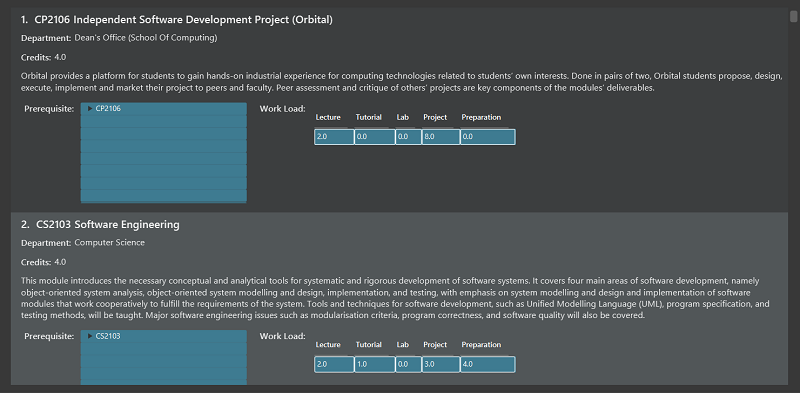 1. CP2106 Independent Software Development Project (Orbital)
Department: Dean's Office (School Of Computing)
Credits: 4.0
Orbital provides a platform for students to gain hands-on industrial experience for computing technologies related to students' own interests. Done in pairs of two, Orbital students propose, design,
execute, implement and market their project to peers and faculty. Peer assessment and critique of others' projects are key components of the modules' deliverables.
Prerequisite: CP2106 Work Load:
Lecture Tutorial Lab Project Preparation
2.0 0.0 0.0 8.0 0.0
2. CS2103 Software Engineering
Department: Computer Science
Credits: 4.0
This module introduces the necessary conceptual and analytical tools for systematic and rigorous development of software systems. It covers four main areas of software development, namely
object-oriented system analysis, object-oriented system modelling and design, implementation, and testing, with emphasis on system modelling and design and implementation of software
modules that work cooperatively to fulfill the requirements of the system. Tools and techniques for software development, such as Unified Modelling Language (UML), program specification, and
testing methods, will be taught. Major software engineering issues such as modularisation criteria, program correctness, and software quality will also be covered.
Prerequisite: CS2103 Work Load:
Lecture Tutorial Lab Project Preparation
2.0 1.0 0.0 3.0 4.0